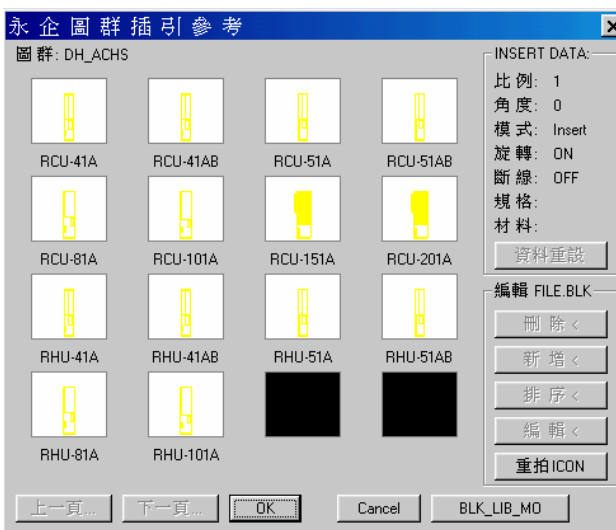 永企圖群插引參考
圖群: DH_ACHS
RCU-41A RCU-41AB RCU-51A RCU-51AB
RCU-81A RCU-101A RCU-151A RCU-201A
RHU-41A RHU-41AB RHU-51A RHU-51AB
RHU-81A RHU-101A
INSERT DATA:
比例: 1
角度: 0
模式: Insert
旋轉: ON
斷線: OFF
規格:
材料:
資料重設
編輯 FILE.BLK
刪除<
新增<
排序<
編輯<
重拍ICON
上一頁... 下一頁... OK Cancel BLK_LIB_MO